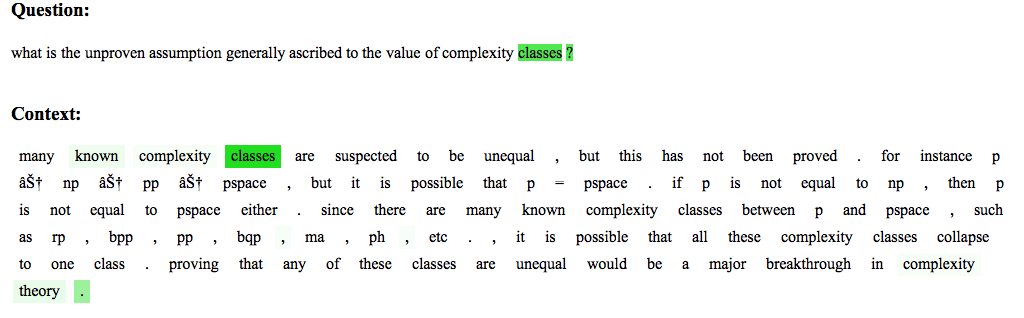 Question:
what is the unproven assumption generally ascribed to the value of complexity classes ?
Context:
many known complexity classes are suspected to be unequal , but this has not been proved . for instance p
âŠ† np âŠ† pp âŠ† pspace , but it is possible that p = pspace . if p is not equal to np , then p
is not equal to pspace either . since there are many known complexity classes between p and pspace , such
as rp , bpp , pp , bqp , ma , ph , etc . , it is possible that all these complexity classes collapse
to one class . proving that any of these classes are unequal would be a major breakthrough in complexity
theory .